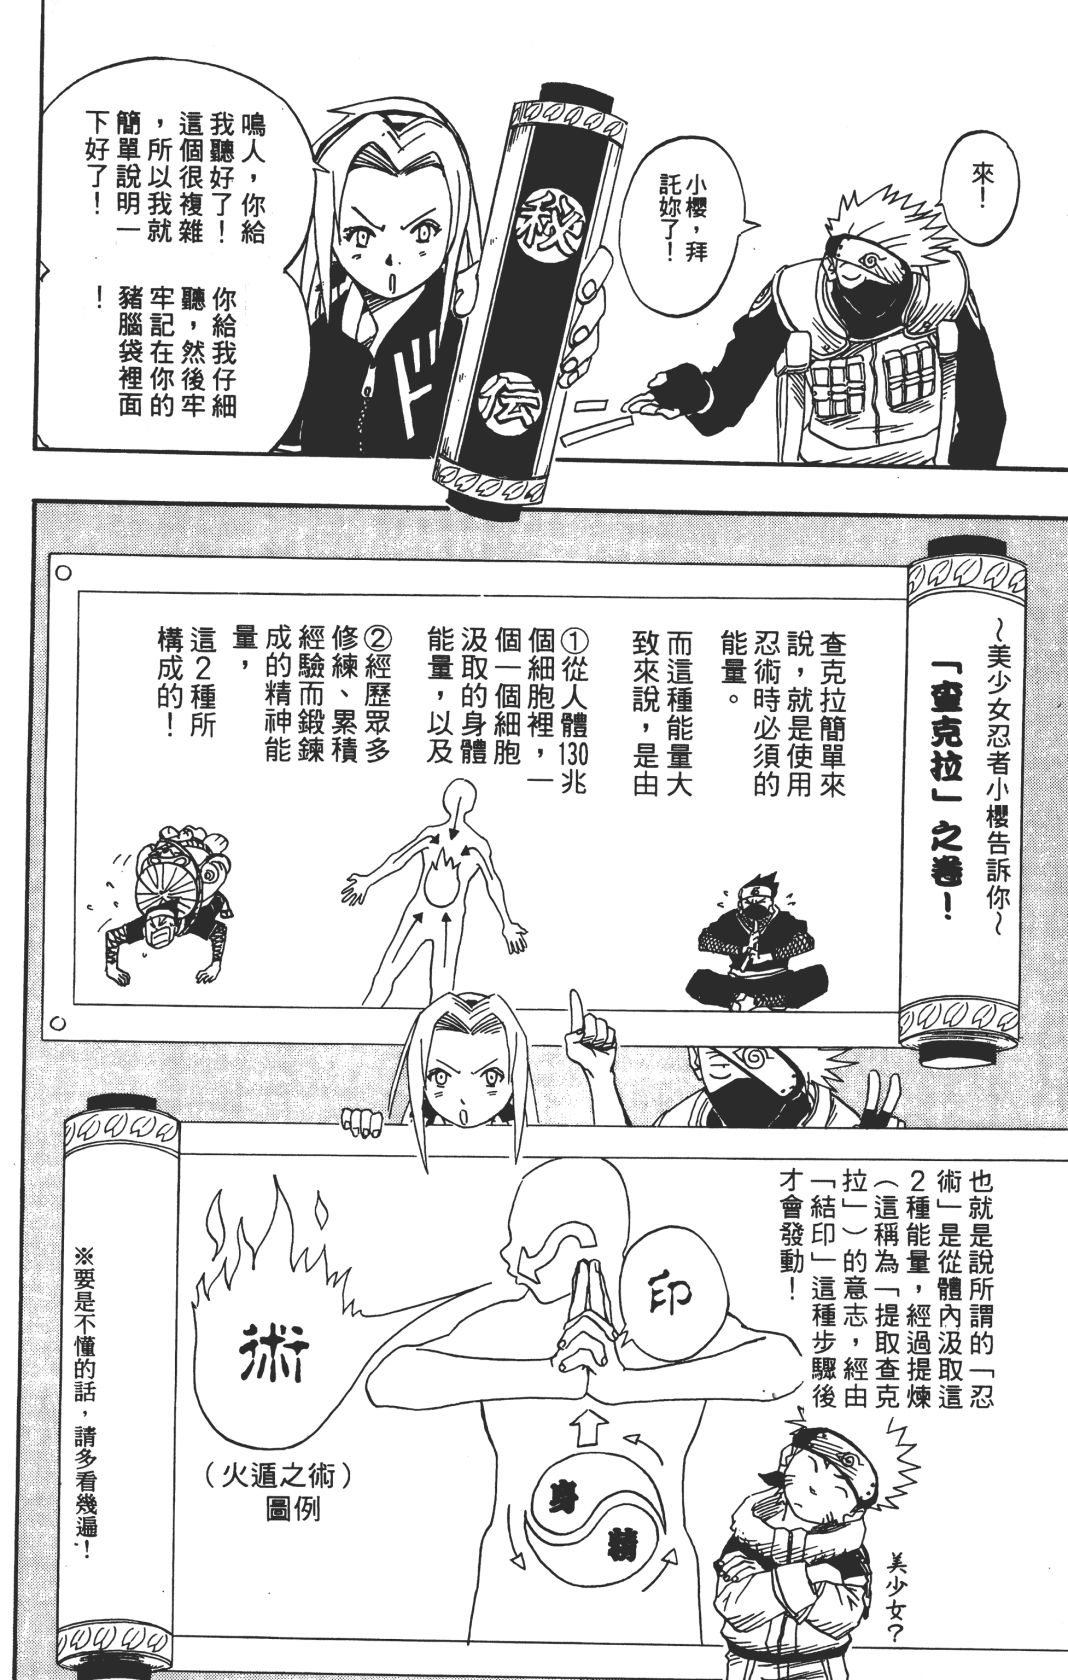 來！
小櫻，拜
託妳了！
秘
伝
ド
鳴人，你給
我聽好了！
這個很複雜
，所以我就
簡單說明一
下好了！
你給我仔細
聽，然後牢
牢記在你的
豬腦袋裡面
！
～美少女忍者小櫻告訴你～
「查克拉」之卷！
查克拉簡單來
說，就是使用
忍術時必須的
能量。
而這種能量大
致來說，是由
①從人體130兆
個細胞裡，一
個一個細胞
汲取的身體
能量，以及
②經歷眾多
修練、累積
經驗而鍛鍊
成的精神能
量，
這2種所
構成的！
也就是說所謂的「忍
術」是從體內汲取這
2種能量，經過提煉
（這稱為「提取查克
拉」）的意志，經由
「結印」這種步驟後
才會發動！
印
術
身
精
（火遁之術）
圖例
美少女？
※要是不懂的話，請多看幾遍！